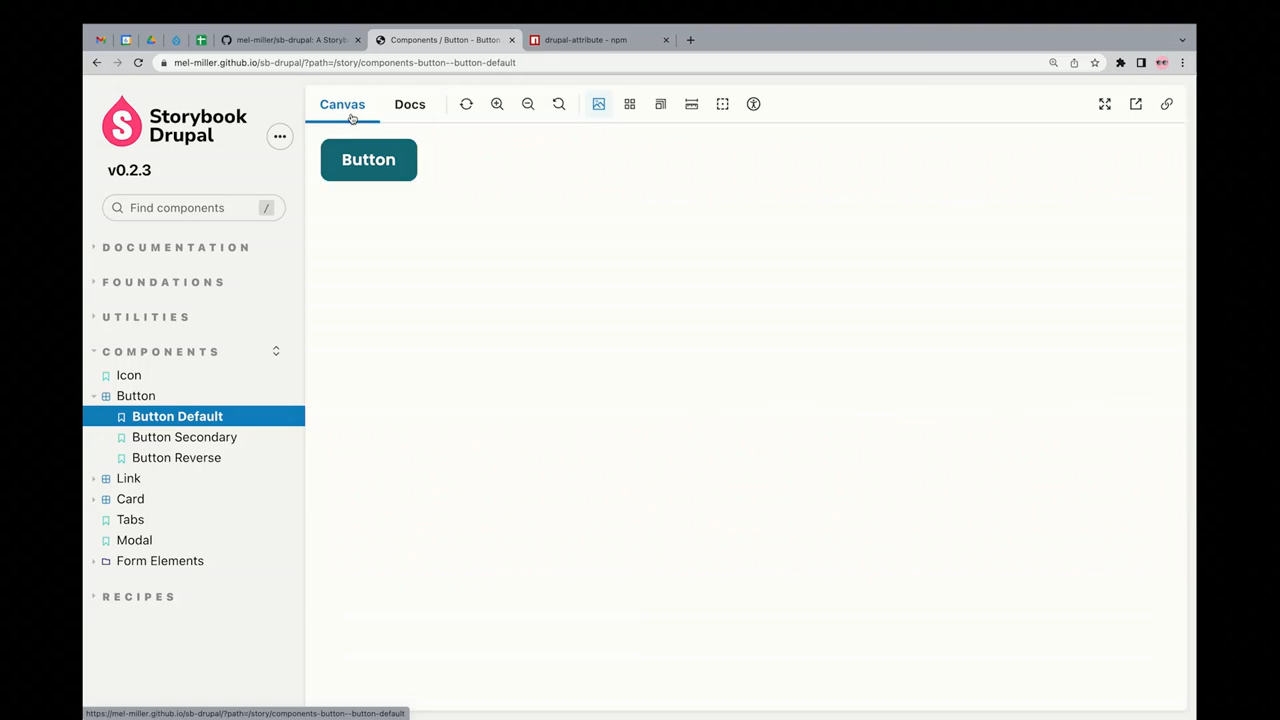 mel-miller/sb-drupal: A Storyb
Components / Button - Button
drupal-attribute - npm
mel-miller.github.io/sb-drupal/?path=/story/components-button--button-default
S
Storybook
Drupal
v0.2.3
Find components
/
DOCUMENTATION
FOUNDATIONS
UTILITIES
COMPONENTS
Icon
Button
Button Default
Button Secondary
Button Reverse
Link
Card
Tabs
Modal
Form Elements
RECIPES
Canvas
Docs
Button
https://mel-miller.github.io/sb-drupal/?path=/story/components-button--button-default